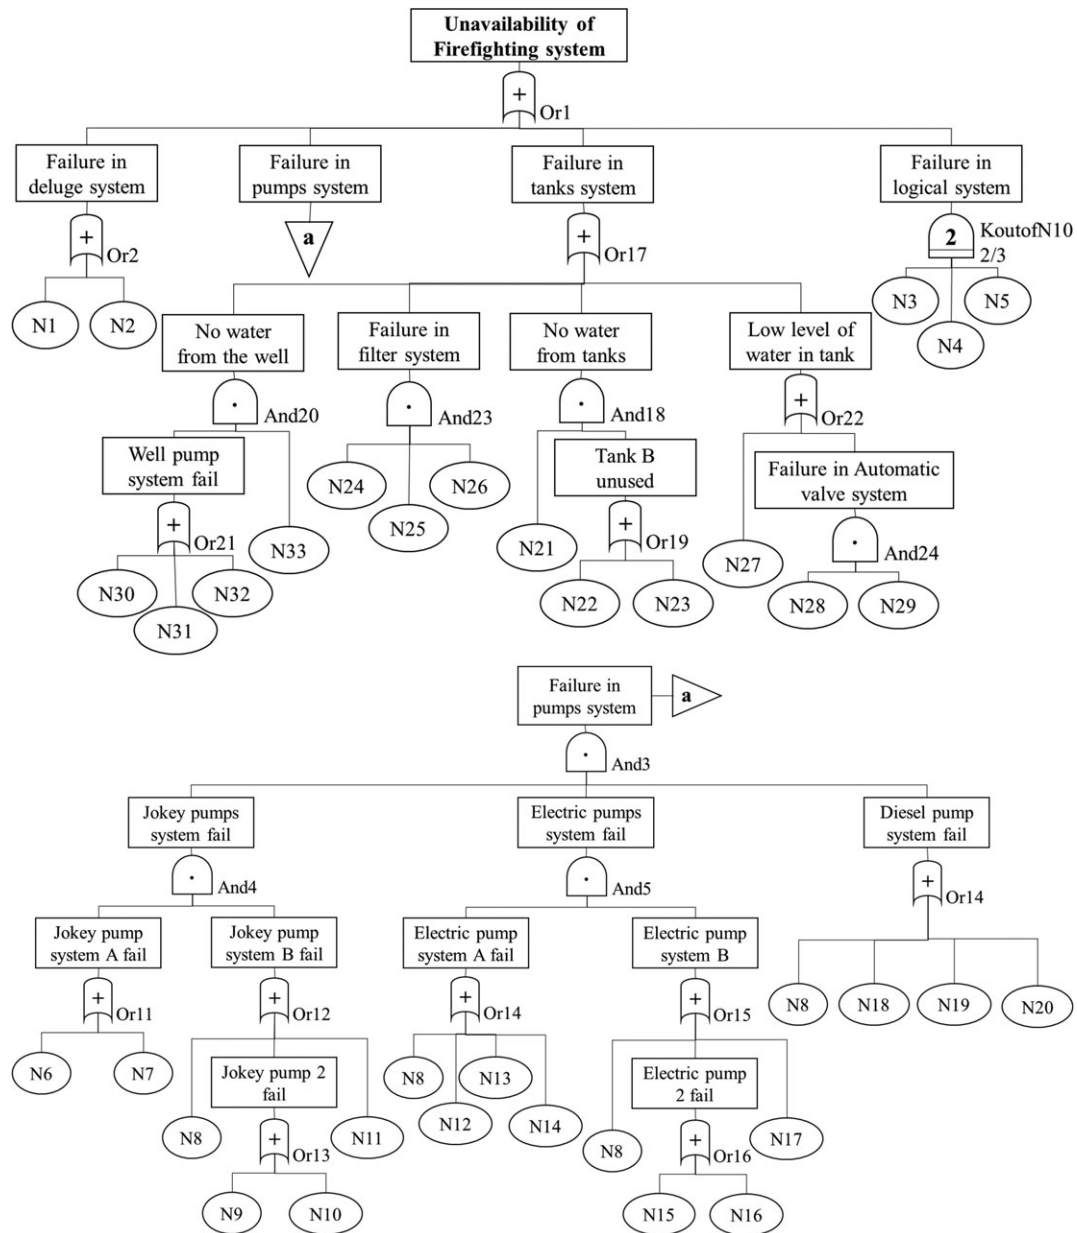 Unavailability of
Firefighting system
+
Or1
Failure in
deluge system
Failure in
pumps system
Failure in
tanks system
Failure in
logical system
+
Or2
a
+
Or17
2
KoutofN10
2/3
N1
N2
N3
N5
N4
No water
from the well
Failure in
filter system
No water
from tanks
Low level of
water in tank
·
And20
·
And23
·
And18
+
Or22
Well pump
system fail
Tank B
unused
Failure in Automatic
valve system
N24
N26
N25
+
Or21
N33
N21
+
Or19
N27
·
And24
N30
N32
N31
N22
N23
N28
N29
Failure in
pumps system
a
·
And3
Jokey pumps
system fail
Electric pumps
system fail
Diesel pump
system fail
·
And4
·
And5
+
Or14
Jokey pump
system A fail
Jokey pump
system B fail
Electric pump
system A fail
Electric pump
system B
+
Or11
+
Or12
+
Or14
+
Or15
N8
N18
N19
N20
N6
N7
N8
Jokey pump 2
fail
N11
N8
N13
N12
N14
N8
Electric pump
2 fail
N17
+
Or13
+
Or16
N9
N10
N15
N16